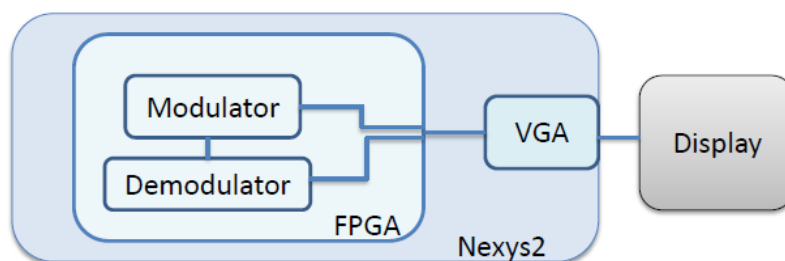 Modulator
VGA
Display
Demodulator
FPGA
Nexys2